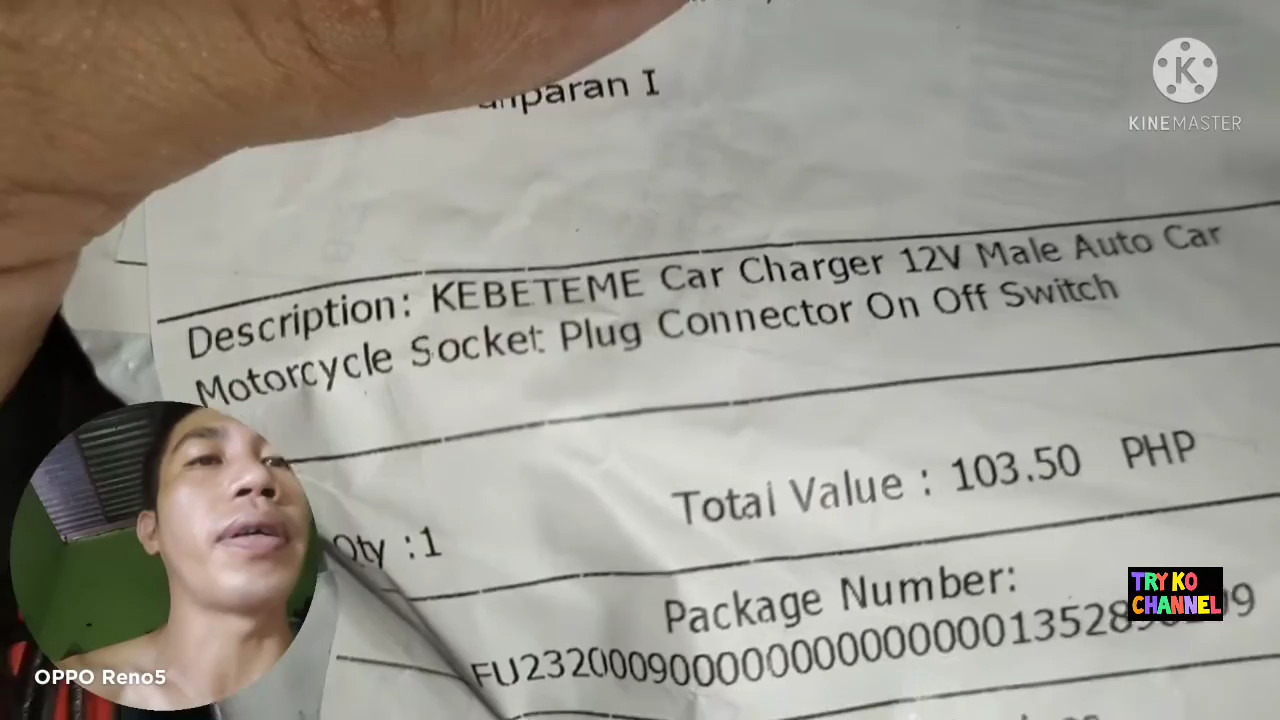 KINEMASTER
Description: KEBETEME Car Charger 12V Male Auto Car
Motorcycle Socket Plug Connector On Off Switch
Total Value : 103.50 PHP
Qty :1
Package Number:
TRY KO
CHANNEL
OPPO Reno5